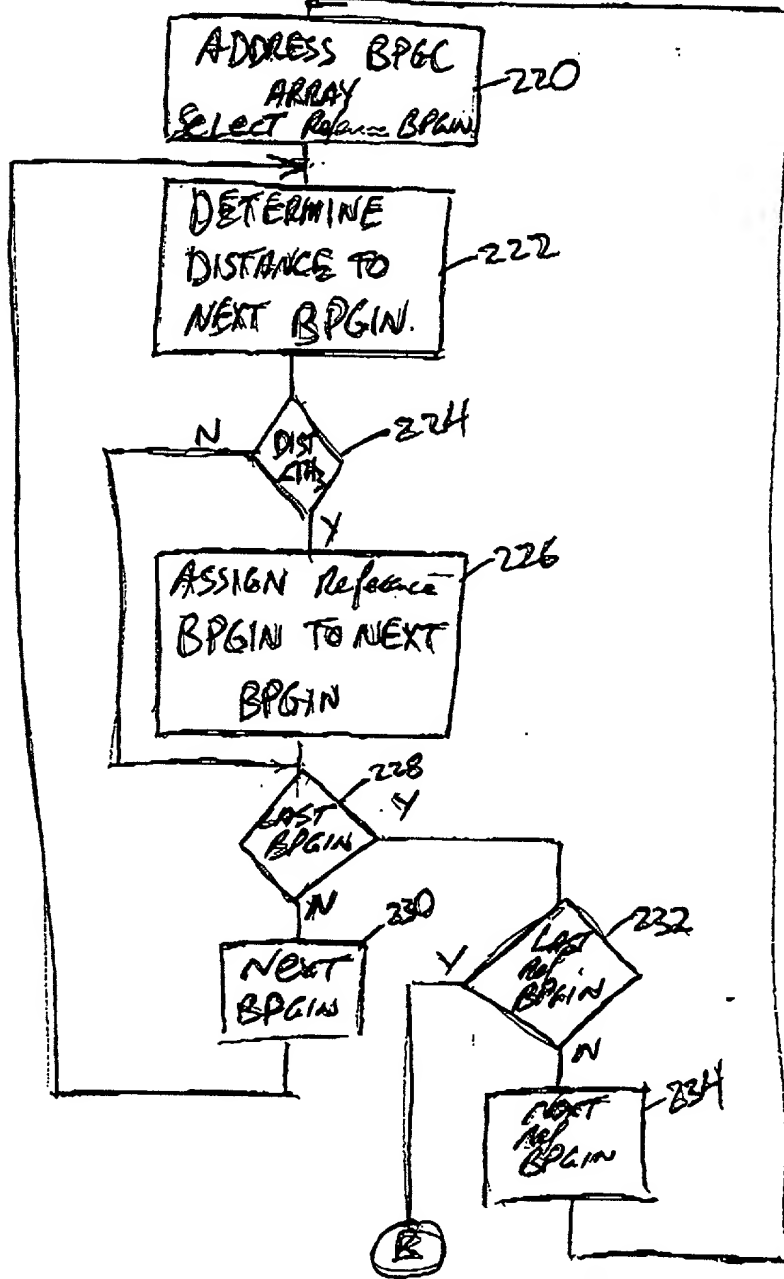 ADDRESS BPGC
ARRAY
Select Reference BPGIN
220
DETERMINE
DISTANCE TO
NEXT BPGIN.
222
N
DIST
224
Y
ASSIGN Reference
BPGIN TO NEXT
BPGIN
226
228
LAST
BPGIN
Y
N
230
NEXT
BPGIN
232
LAST
Ref
BPGIN
Y
N
234
NEXT
Ref
BPGIN
B